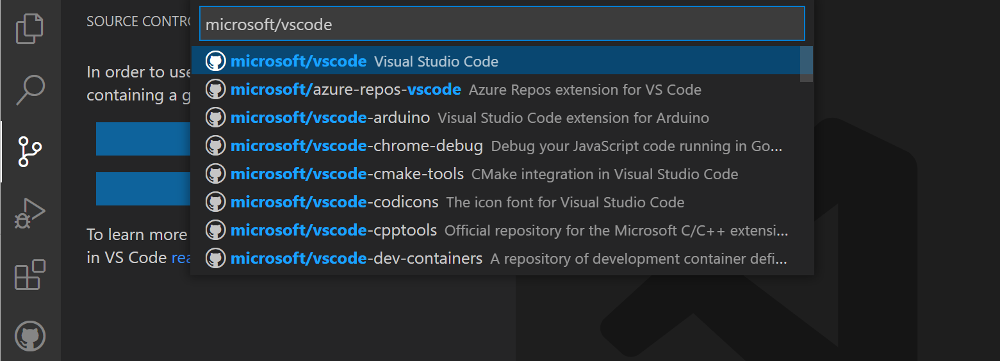 SOURCE CONTRO
microsoft/vscode
microsoft/vscode Visual Studio Code
microsoft/azure-repos-vscode Azure Repos extension for VS Code
microsoft/vscode-arduino Visual Studio Code extension for Arduino
microsoft/vscode-chrome-debug Debug your JavaScript code running in Go...
microsoft/vscode-cmake-tools CMake integration in Visual Studio Code
microsoft/vscode-codicons The icon font for Visual Studio Code
microsoft/vscode-cpptools Official repository for the Microsoft C/C++ extensi...
microsoft/vscode-dev-containers A repository of development container defi...
In order to use
containing a g
To learn more
in VS Code rea